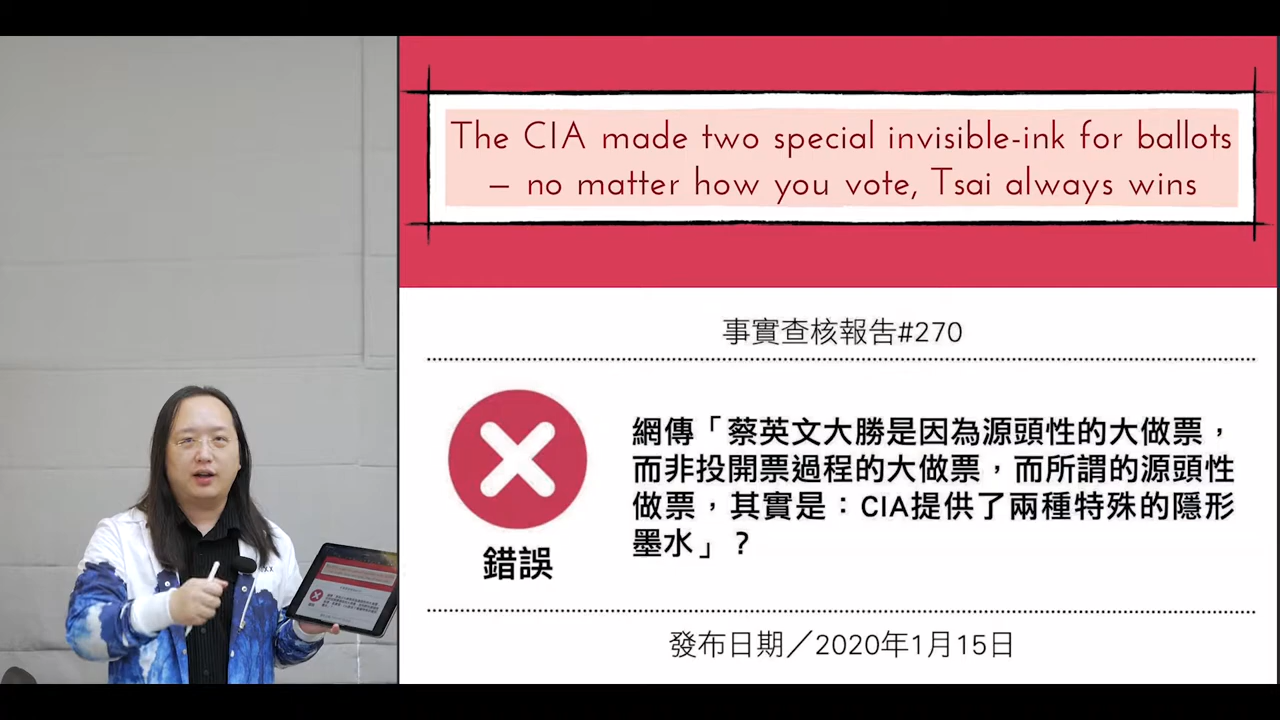 The CIA made two special invisible-ink for ballots
– no matter how you vote, Tsai always wins
事實查核報告#270
網傳「蔡英文大勝是因為源頭性的大做票，
而非投開票過程的大做票，而所謂的源頭性
做票，其實是：CIA提供了兩種特殊的隱形
墨水」？
錯誤
發布日期／2020年1月15日